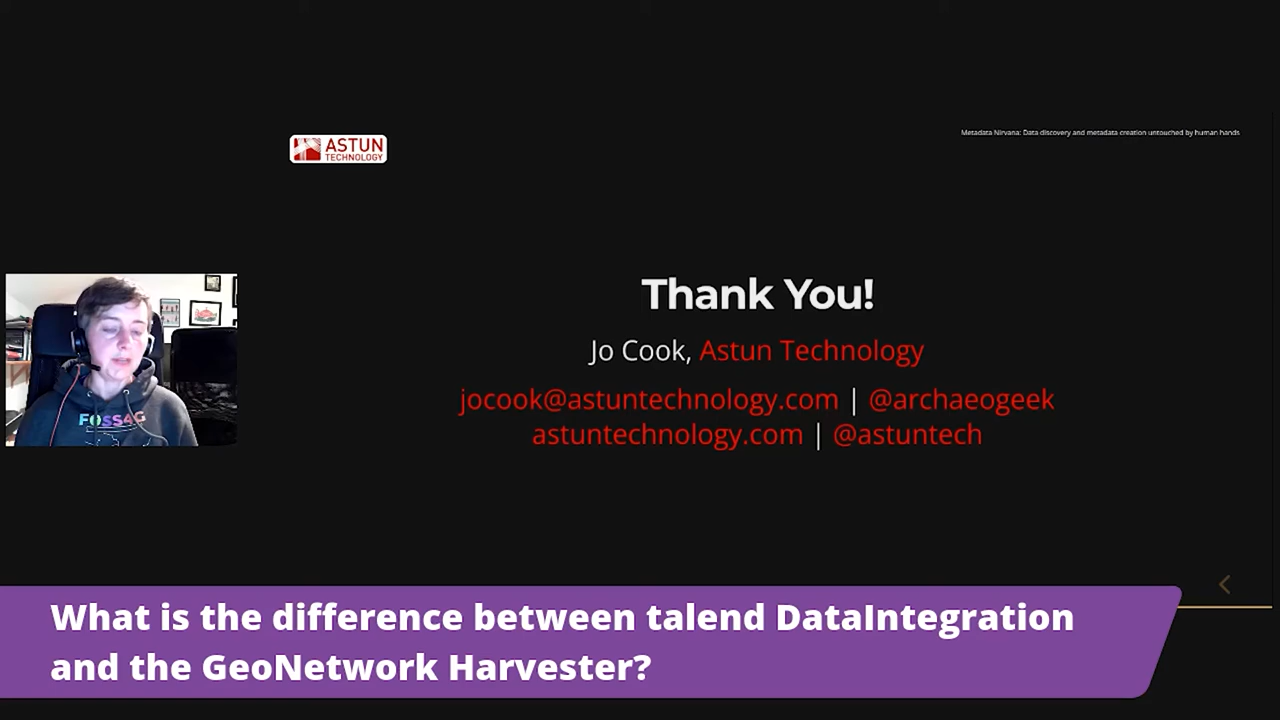 ASTUN
TECHNOLOGY
Metadata Nirvana: Data discovery and metadata creation untouched by human hands
Thank You!
Jo Cook, Astun Technology
jocook@astuntechnology.com | @archaeogeek
astuntechnology.com | @astuntech
FOSS4G
What is the difference between talend DataIntegration
and the GeoNetwork Harvester?